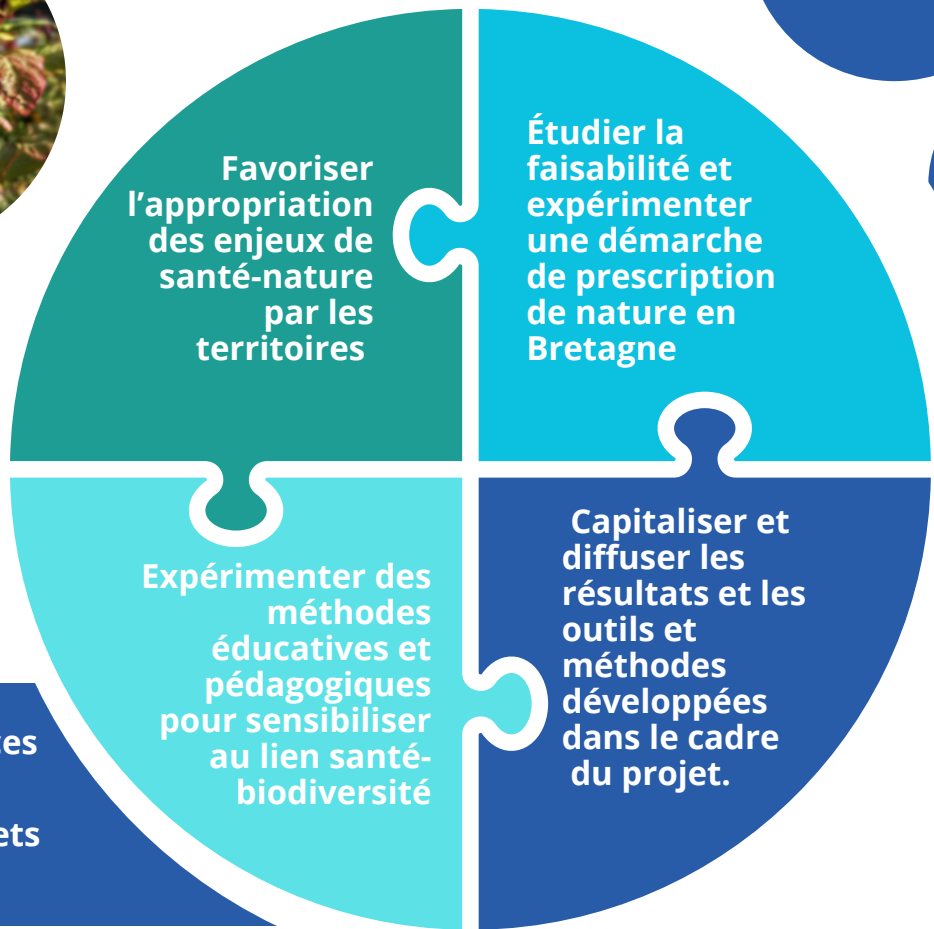 Favoriser
l'appropriation
des enjeux de
santé-nature
par les
territoires
Étudier la
faisabilité et
expérimenter
une démarche
de prescription
de nature en
Bretagne
Expérimenter des
méthodes
éducatives et
pédagogiques
pour sensibiliser
au lien santé-
biodiversité
Capitaliser et
diffuser les
résultats et les
outils et
méthodes
développées
dans le cadre
du projet.